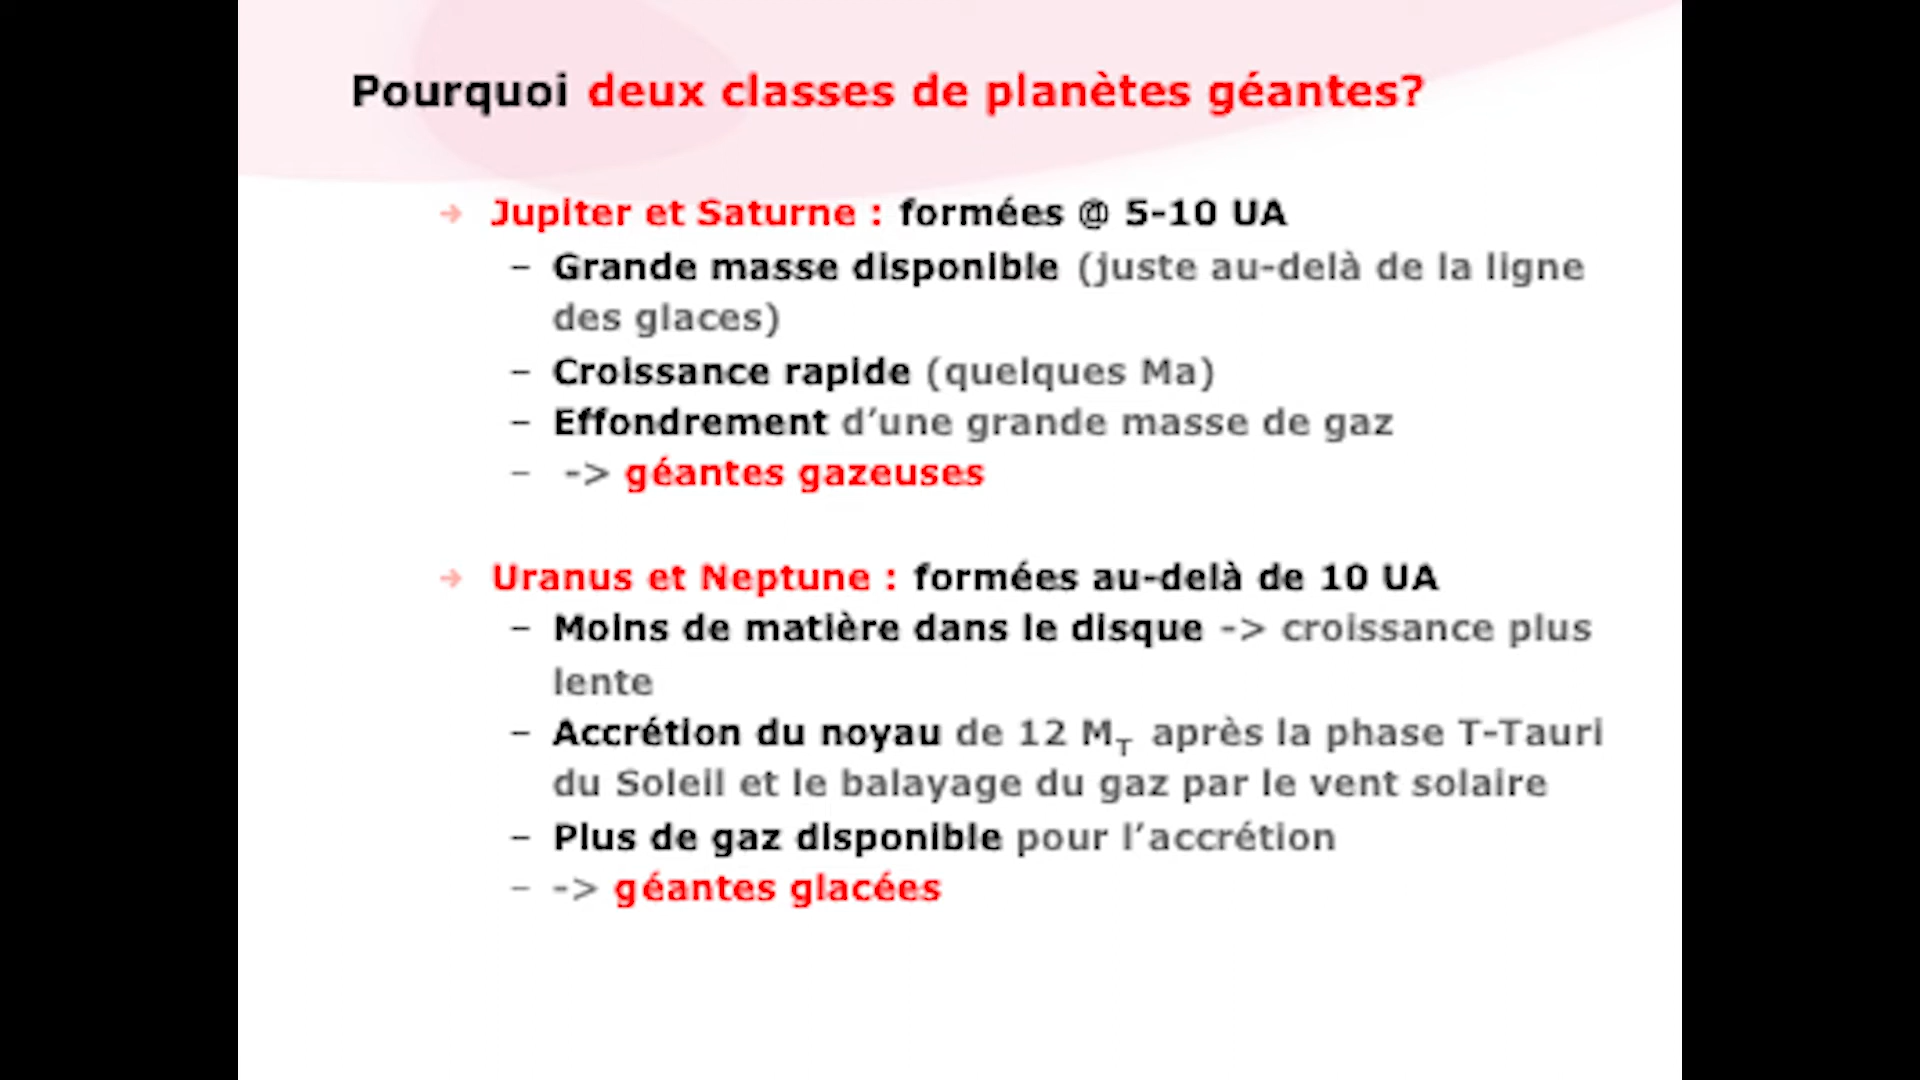 Pourquoi deux classes de planètes géantes?
➔ Jupiter et Saturne : formées @ 5-10 UA
– Grande masse disponible (juste au-delà de la ligne
des glaces)
– Croissance rapide (quelques Ma)
– Effondrement d’une grande masse de gaz
– -> géantes gazeuses
➔ Uranus et Neptune : formées au-delà de 10 UA
– Moins de matière dans le disque -> croissance plus
lente
– Accrétion du noyau de 12 M_T après la phase T-Tauri
du Soleil et le balayage du gaz par le vent solaire
– Plus de gaz disponible pour l’accrétion
– -> géantes glacées